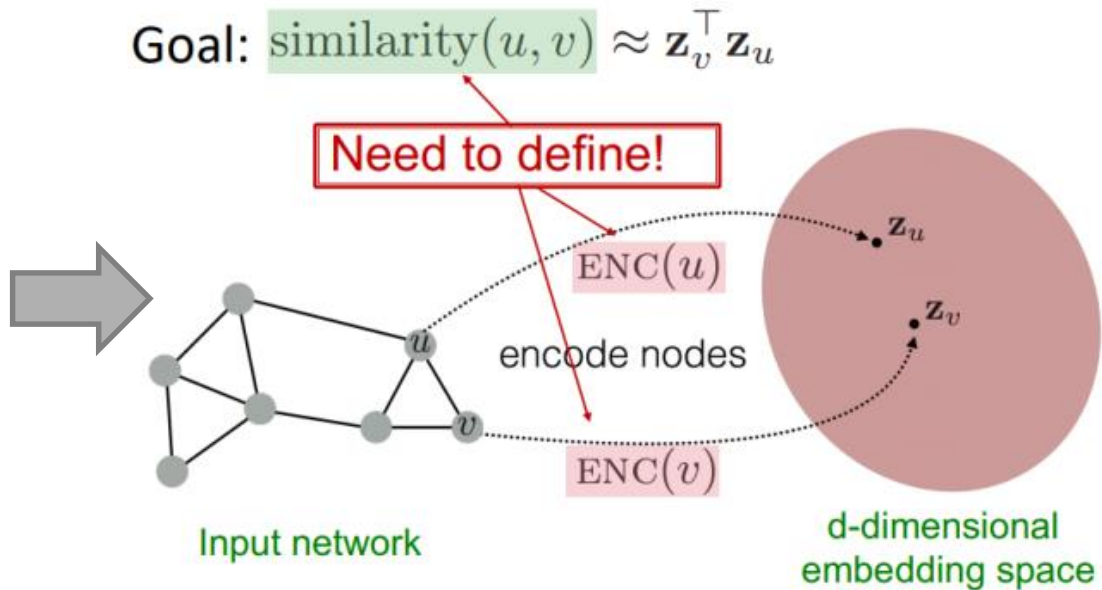 Goal: similarity(u, v) ≈ z_v^⊤ z_u
Need to define!
z_u
ENC(u)
z_v
u
encode nodes
v
ENC(v)
Input network
d-dimensional
embedding space